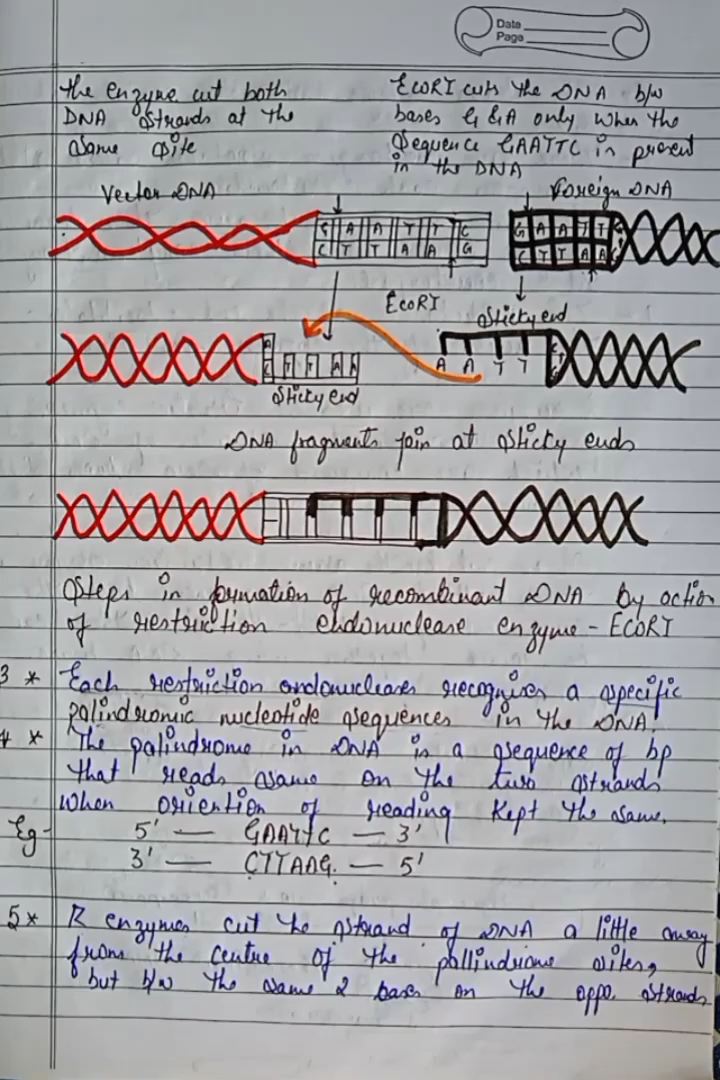 Date
Page
the enzyme cut both
DNA strands at the
same site
EcoRI cuts the DNA b/w
bases G & A only when the
sequence GAATTC is present
in the DNA
Vector DNA
Foreign DNA
G A A T T C
C T T A A G
G A A T T C
C T T A A G
EcoRI
Sticky end
A A T T
T T A A
Sticky end
DNA fragments join at sticky ends
Steps in formation of recombinant DNA by action
of restriction endonuclease enzyme - ECORI
3 * Each restriction endonucleases recognises a specific
palindromic nucleotide sequences in the DNA.
4 * The palindrome in DNA is a sequence of bp
that reads same on the two strands
when oriention of reading kept the same.
Eg- 5' — GAATTC — 3'
3' — CTTAAG. — 5'
5* R enzymes cut the strand of DNA a little away
from the centre of the pallindrome sites,
but b/w the same 2 bases on the oppo. strands